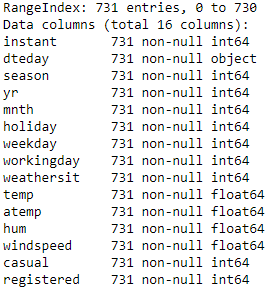 RangeIndex: 731 entries, 0 to 730
Data columns (total 16 columns):
instant       731 non-null int64
dteday        731 non-null object
season        731 non-null int64
yr            731 non-null int64
mnth          731 non-null int64
holiday       731 non-null int64
weekday       731 non-null int64
workingday    731 non-null int64
weathersit    731 non-null int64
temp          731 non-null float64
atemp         731 non-null float64
hum           731 non-null float64
windspeed     731 non-null float64
casual        731 non-null int64
registered    731 non-null int64